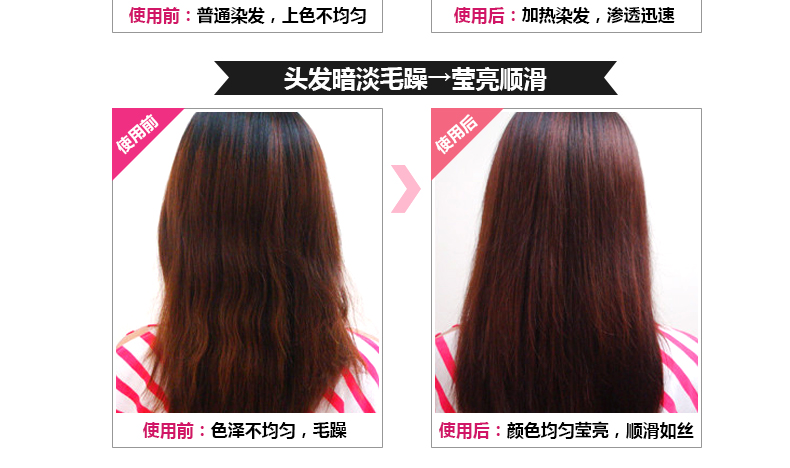 使用前：普通染发，上色不均匀
使用后：加热染发，渗透迅速
头发暗淡毛躁→莹亮顺滑
使用前
使用后
使用前：色泽不均匀，毛躁
使用后：颜色均匀莹亮，顺滑如丝